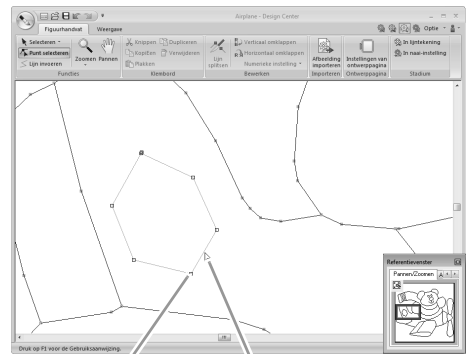 Airplane - Design Center
Figuurhandvat Weergave Optie
Selecteren
Punt selecteren
Lijn invoeren
Zoomen Pannen
Functies
Knippen Dupliceren
Kopiëren Verwijderen
Plakken
Klembord
Lijn splitsen
Verticaal omklappen
Horizontaal omklappen
Numerieke instelling
Bewerken
Afbeelding importeren
Importeren
Instellingen van ontwerppagina
Ontwerppagina
In lijntekening
In naai-instelling
Stadium
Referentievenster
Pannen/Zoomen
Druk op F1 voor de Gebruiksaanwijzing.